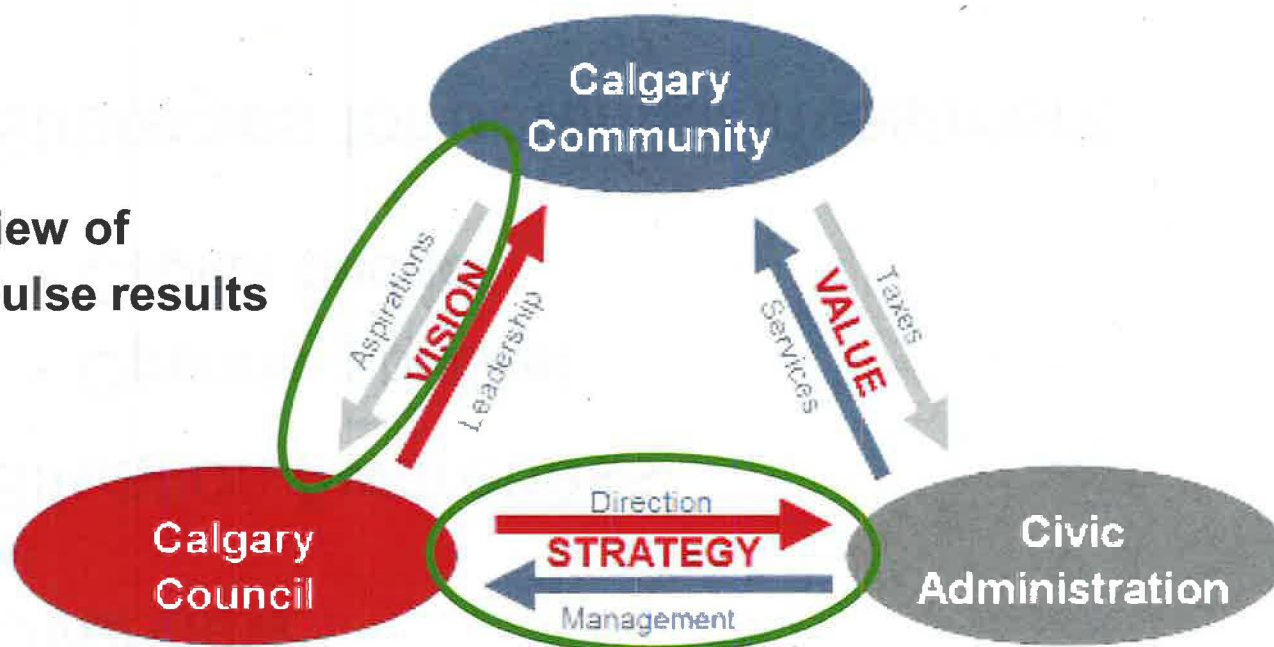 Calgary
Community
iew of
ulse results
Aspirations
VISION
Leadership
Services
VALUE
Taxes
Calgary
Council
Direction
STRATEGY
Management
Civic
Administration